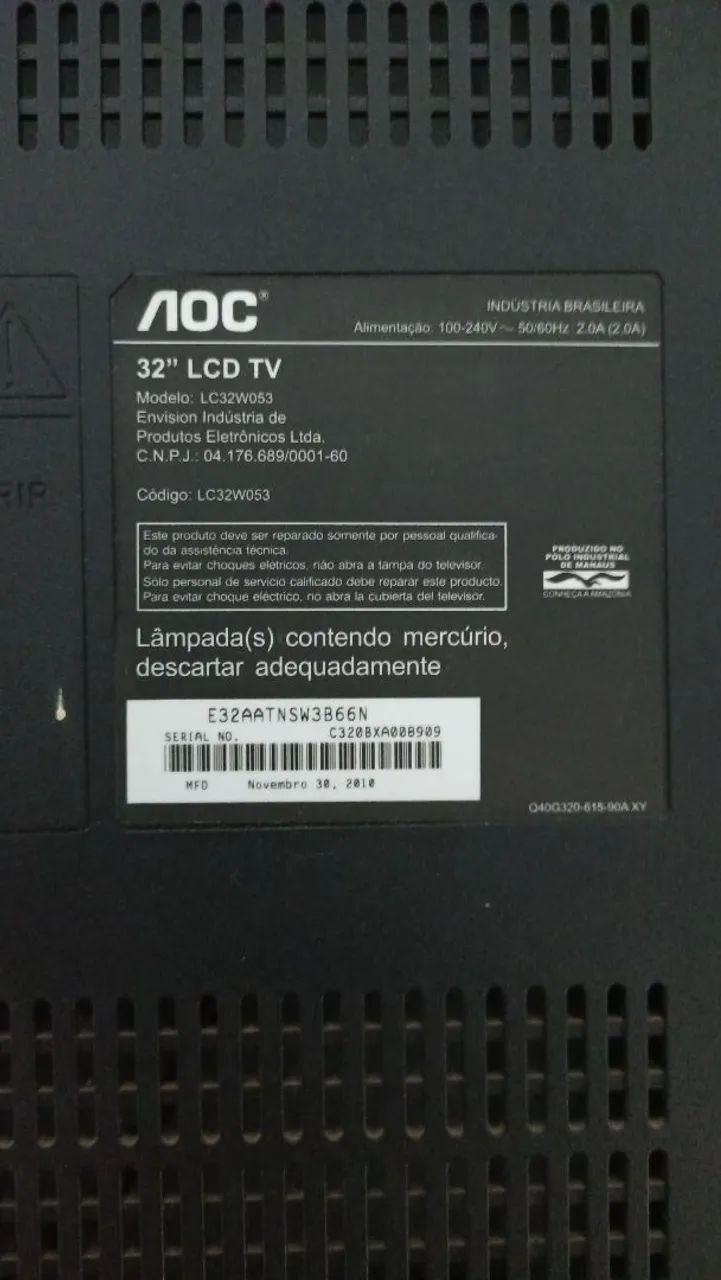 AOC®
INDÚSTRIA BRASILEIRA
Alimentação: 100-240V～ 50/60Hz 2.0A (2.0A)
32” LCD TV
Modelo: LC32W053
Envision Indústria de
Produtos Eletrônicos Ltda.
C.N.P.J.: 04.176.689/0001-60
Código: LC32W053
RIR
Este produto deve ser reparado somente por pessoal qualifica-
do da assistência técnica.
Para evitar choques elétricos, não abra a tampa do televisor.
Sólo personal de servicio calificado debe reparar este producto.
Para evitar choque eléctrico, no abra la cubierta del televisor.
PRODUZIDO NO
PÓLO INDUSTRIAL
DE MANAUS
CONHEÇA A AMAZÔNIA
Lâmpada(s) contendo mercúrio,
descartar adequadamente
E32AATNSW3B66N
SERIAL NO. C320BXA00B909
MFD Novembro 30, 2010
Q40G320-615-90A XY